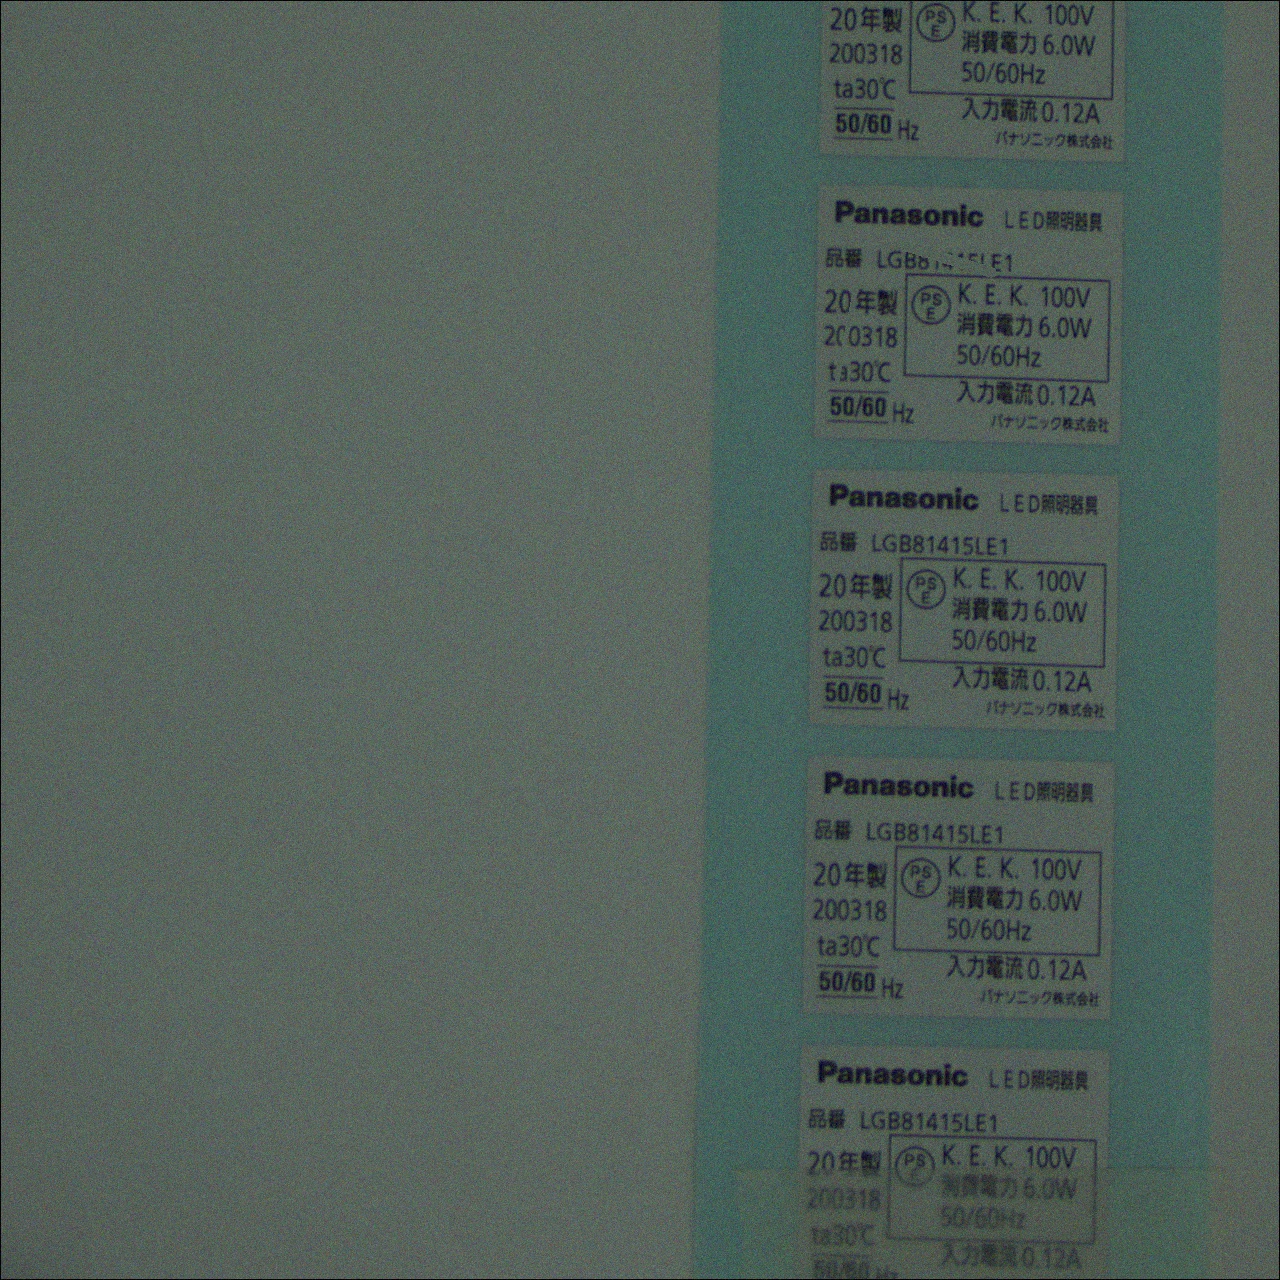 20年製 PSE K. E. K. 100V
200318 消費電力 6.0W
50/60Hz
ta30℃
入力電流 0.12A
50/60 Hz
パナソニック株式会社
Panasonic LED照明器具
品番
20年製 PSE K. E. K. 100V
消費電力 6.0W
50/60Hz
入力電流 0.12A
50/60 Hz
パナソニック株式会社
Panasonic LED照明器具
品番 LGB81415LE1
20年製 PSE K. E. K. 100V
200318 消費電力 6.0W
50/60Hz
ta30℃
入力電流 0.12A
50/60 Hz
パナソニック株式会社
Panasonic LED照明器具
品番 LGB81415LE1
20年製 PSE K. E. K. 100V
200318 消費電力 6.0W
50/60Hz
ta30℃
入力電流 0.12A
50/60 Hz
パナソニック株式会社
Panasonic LED照明器具
品番 LGB81415LE1
20年製 PSE K. E. K. 100V
200318 消費電力 6.0W
50/60Hz
ta30℃
入力電流 0.12A
50/60 Hz